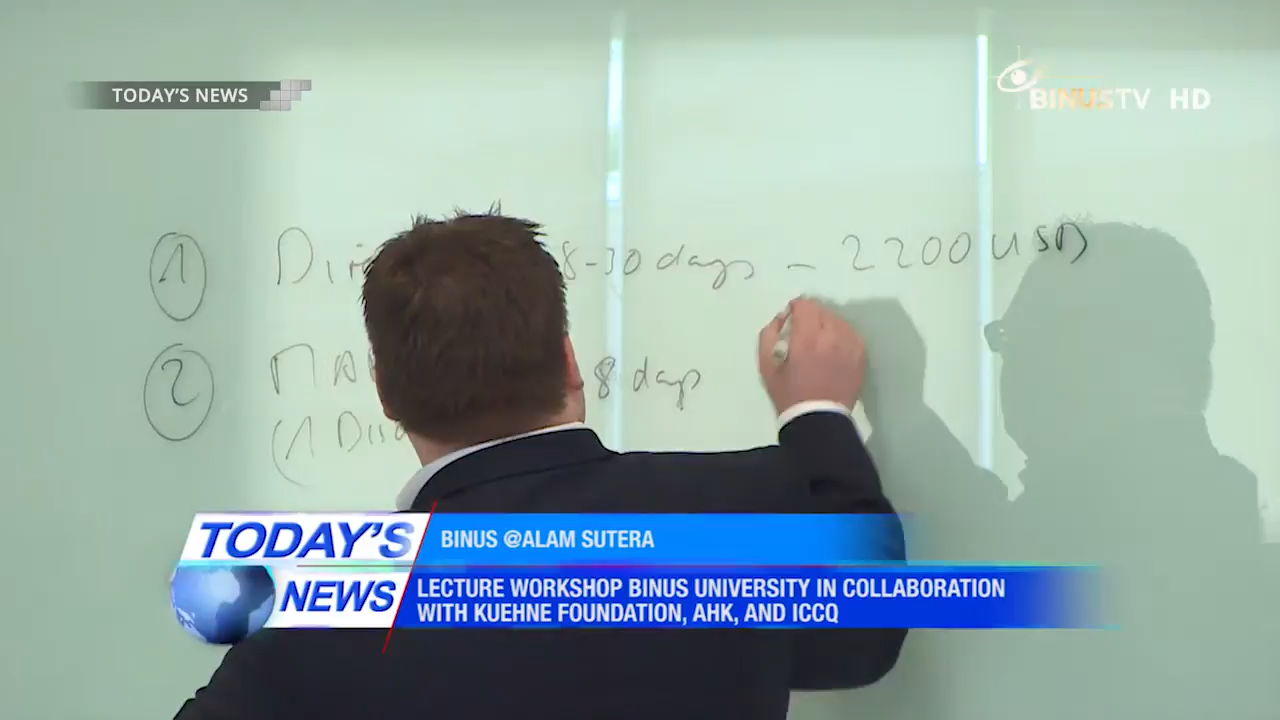 TODAY'S NEWS
BINUSTV HD
1 8-30 days - 2200 USD
2 8 days
(1
TODAY'S
NEWS
BINUS @ALAM SUTERA
LECTURE WORKSHOP BINUS UNIVERSITY IN COLLABORATION
WITH KUEHNE FOUNDATION, AHK, AND ICCQ